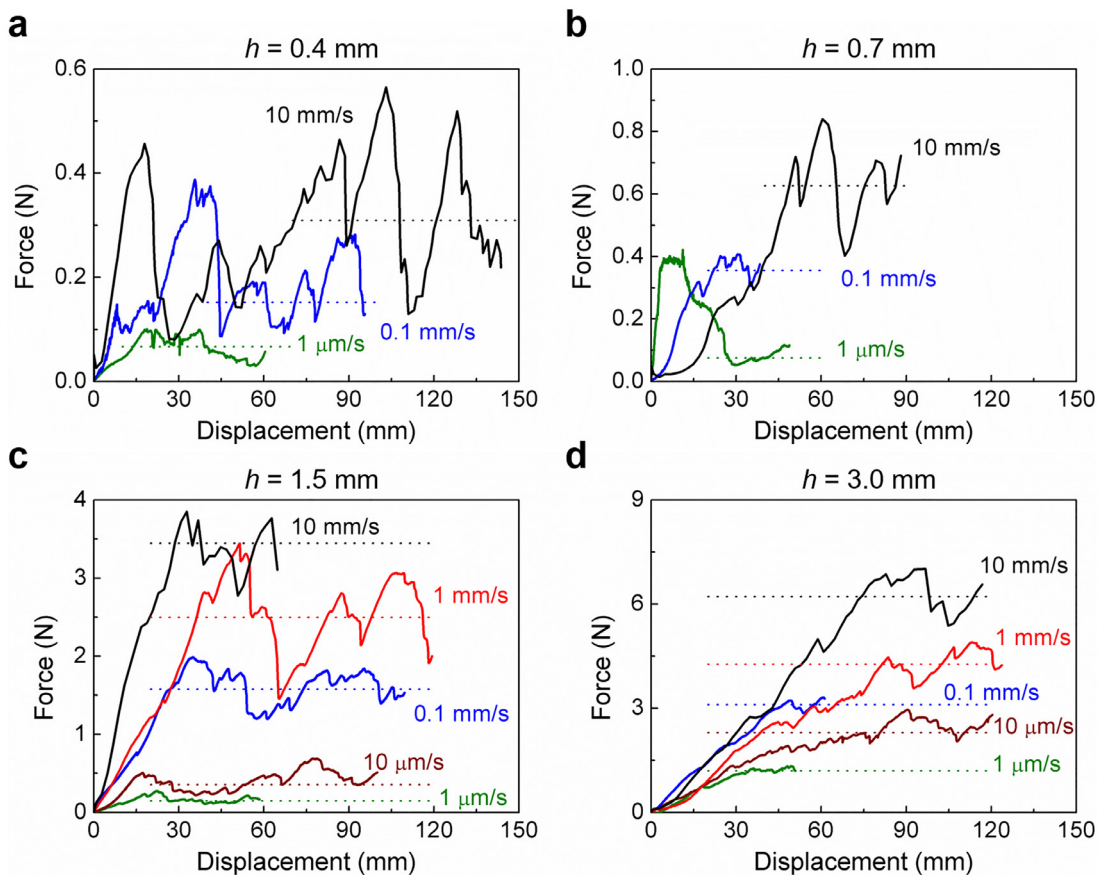 a
h = 0.4 mm
Force (N)
0.6
0.4
0.2
0.0
10 mm/s
0.1 mm/s
1 μm/s
0 30 60 90 120 150
Displacement (mm)
b
h = 0.7 mm
Force (N)
1.0
0.8
0.6
0.4
0.2
0.0
10 mm/s
0.1 mm/s
1 μm/s
0 30 60 90 120 150
Displacement (mm)
c
h = 1.5 mm
Force (N)
4
3
2
1
0
10 mm/s
1 mm/s
0.1 mm/s
10 μm/s
1 μm/s
0 30 60 90 120 150
Displacement (mm)
d
h = 3.0 mm
Force (N)
9
6
3
0
10 mm/s
1 mm/s
0.1 mm/s
10 μm/s
1 μm/s
0 30 60 90 120 150
Displacement (mm)